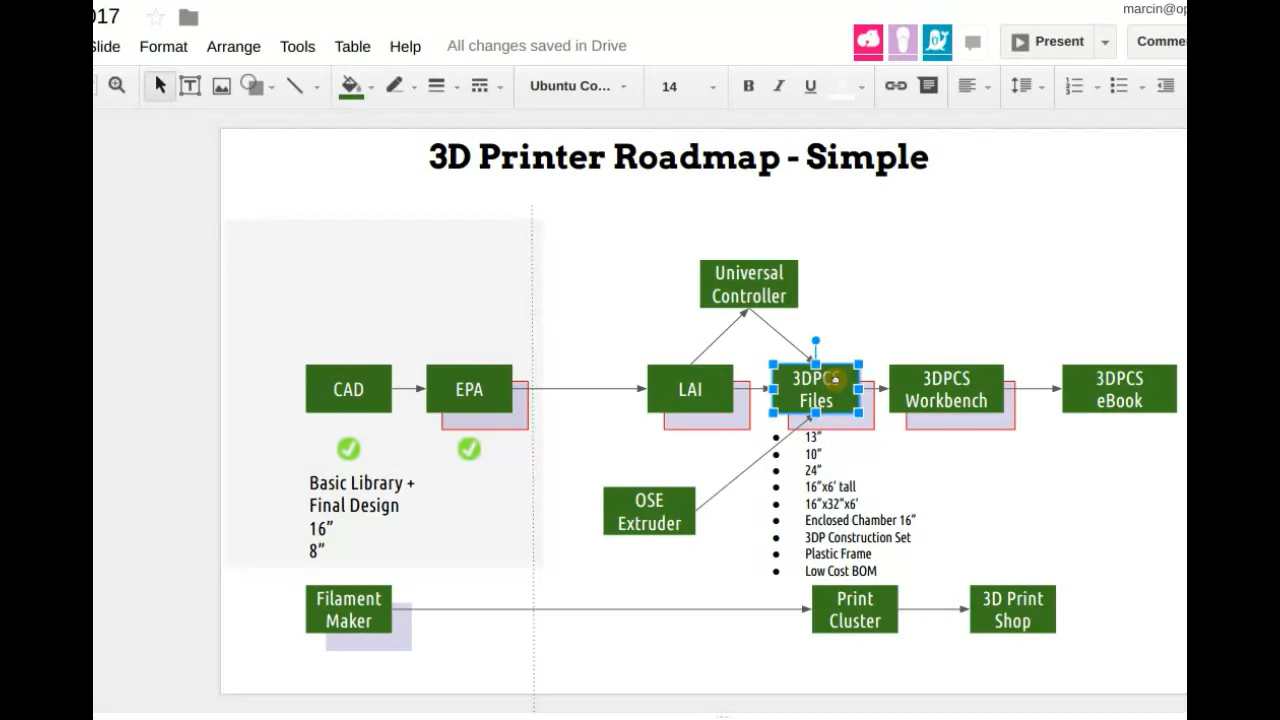 017
marcin@op
Slide Format Arrange Tools Table Help All changes saved in Drive
Present
Comme
Ubuntu Co...
14
B I U
3D Printer Roadmap - Simple
Universal
Controller
CAD
EPA
LAI
3DPCS
Files
3DPCS
Workbench
3DPCS
eBook
Basic Library +
Final Design
16”
8”
OSE
Extruder
● 13”
● 10”
● 24”
● 16”x6’ tall
● 16”x32”x6’
● Enclosed Chamber 16”
● 3DP Construction Set
● Plastic Frame
● Low Cost BOM
Filament
Maker
Print
Cluster
3D Print
Shop